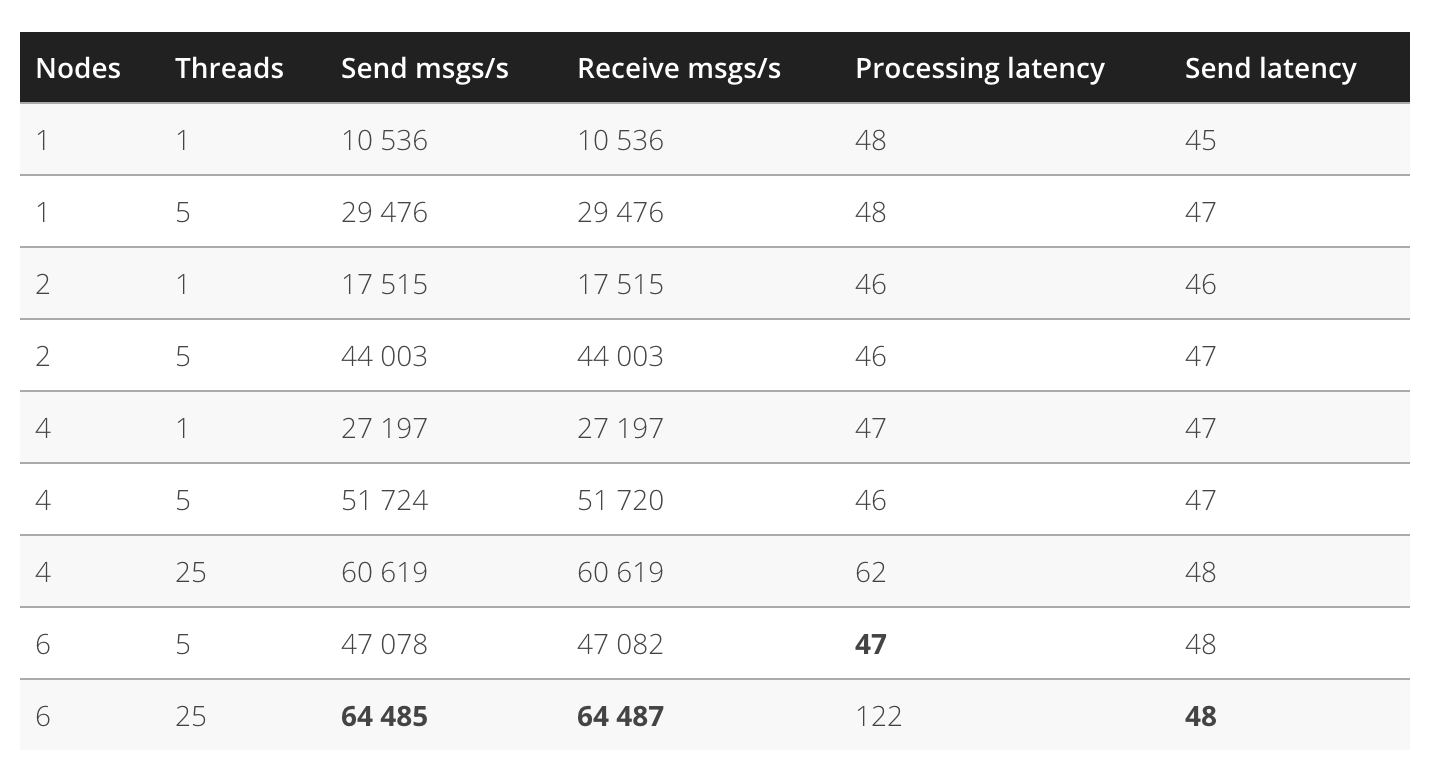 Nodes Threads Send msgs/s Receive msgs/s Processing latency Send latency
1 1 10 536 10 536 48 45
1 5 29 476 29 476 48 47
2 1 17 515 17 515 46 46
2 5 44 003 44 003 46 47
4 1 27 197 27 197 47 47
4 5 51 724 51 720 46 47
4 25 60 619 60 619 62 48
6 5 47 078 47 082 47 48
6 25 64 485 64 487 122 48